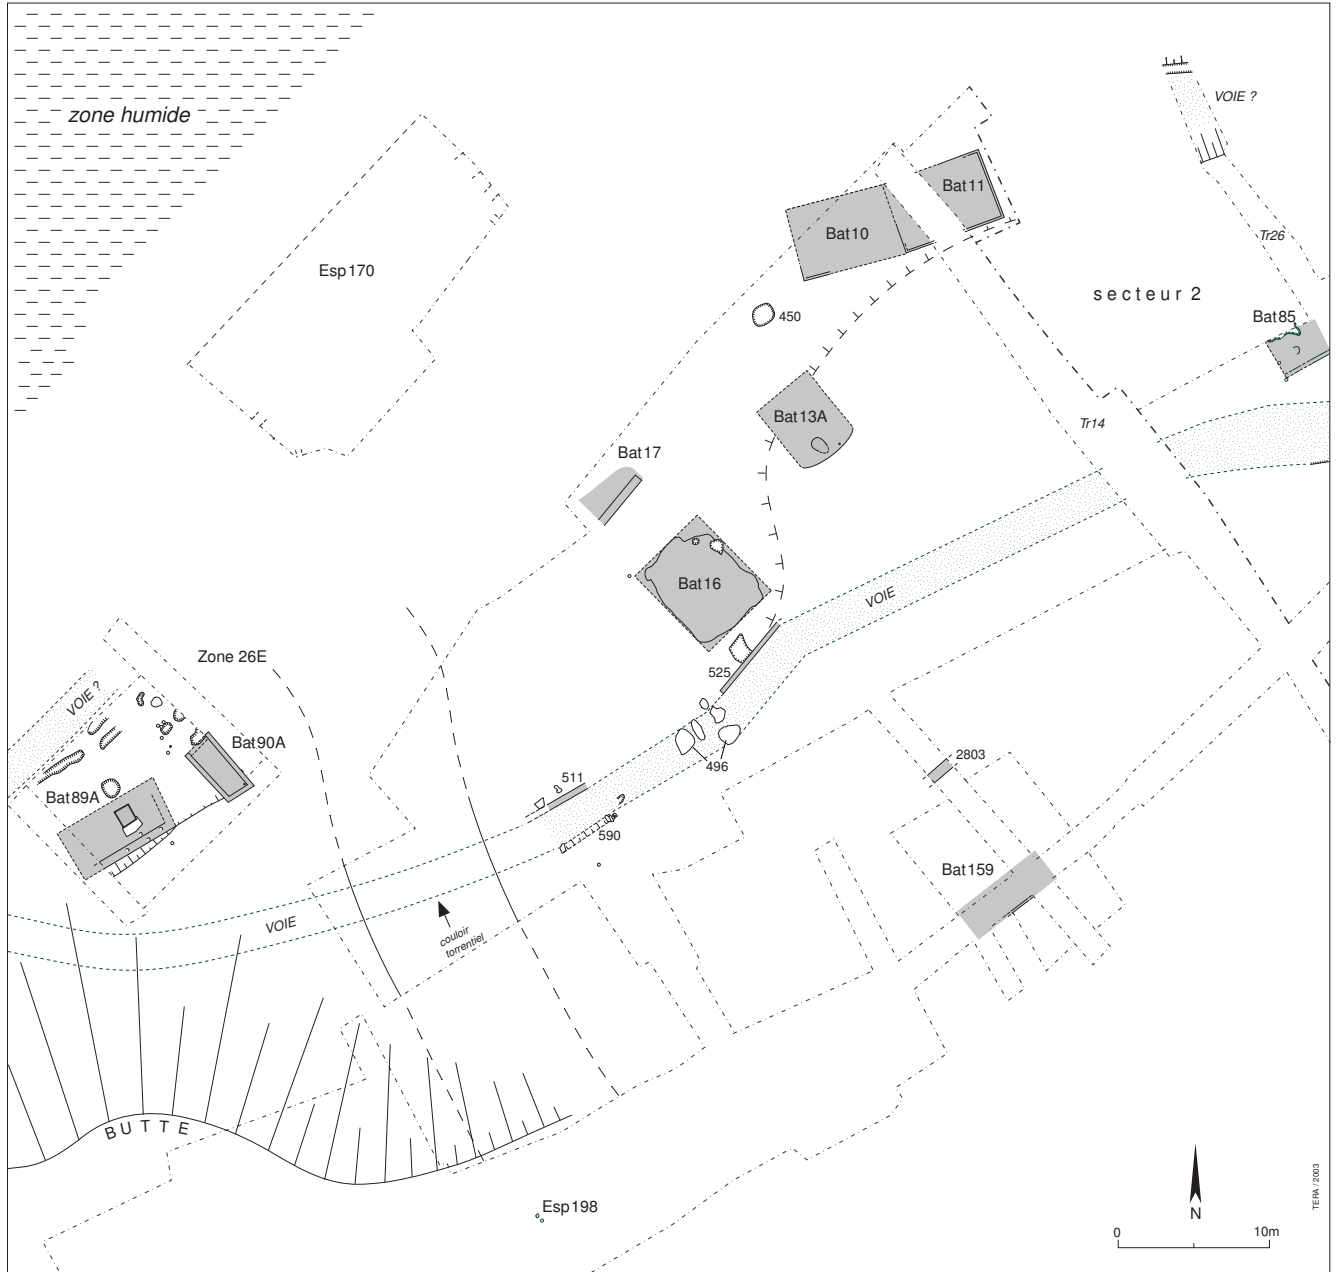 zone humide
VOIE ?
Bat11
Bat10
Tr26
Esp170
secteur 2
450
Bat85
Bat13A
Tr14
Bat17
Bat16
VOIE
Zone 26E
525
VOIE ?
Bat90A
496
2803
511
Bat89A
590
Bat159
VOIE
couloir
torrentiel
BUTTE
Esp198
N
0 10m
TERA / 2003